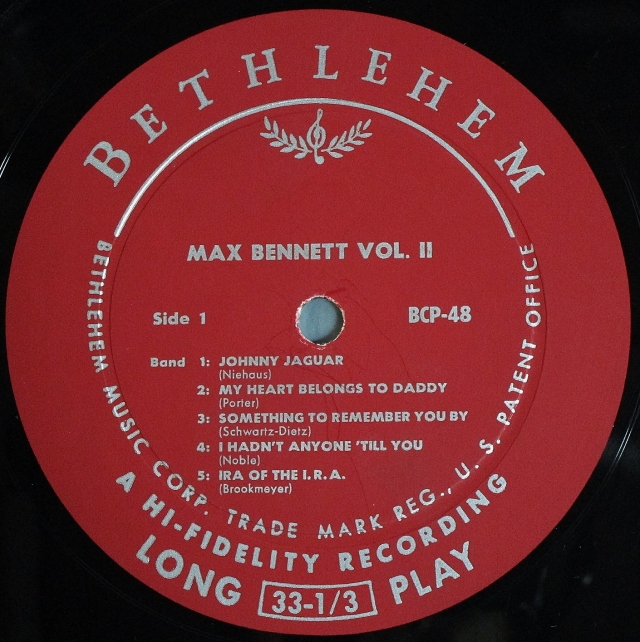 BETHLEHEM
MAX BENNETT VOL. II
Side 1
BCP-48
Band 1: JOHNNY JAGUAR
(Niehaus)
2: MY HEART BELONGS TO DADDY
(Porter)
3: SOMETHING TO REMEMBER YOU BY
(Schwartz-Dietz)
4: I HADN'T ANYONE 'TILL YOU
(Noble)
5: IRA OF THE I.R.A.
(Brookmeyer)
BETHLEHEM MUSIC CORP. TRADE MARK REG., U. S. PATENT OFFICE
A HI-FIDELITY RECORDING
LONG 33-1/3 PLAY